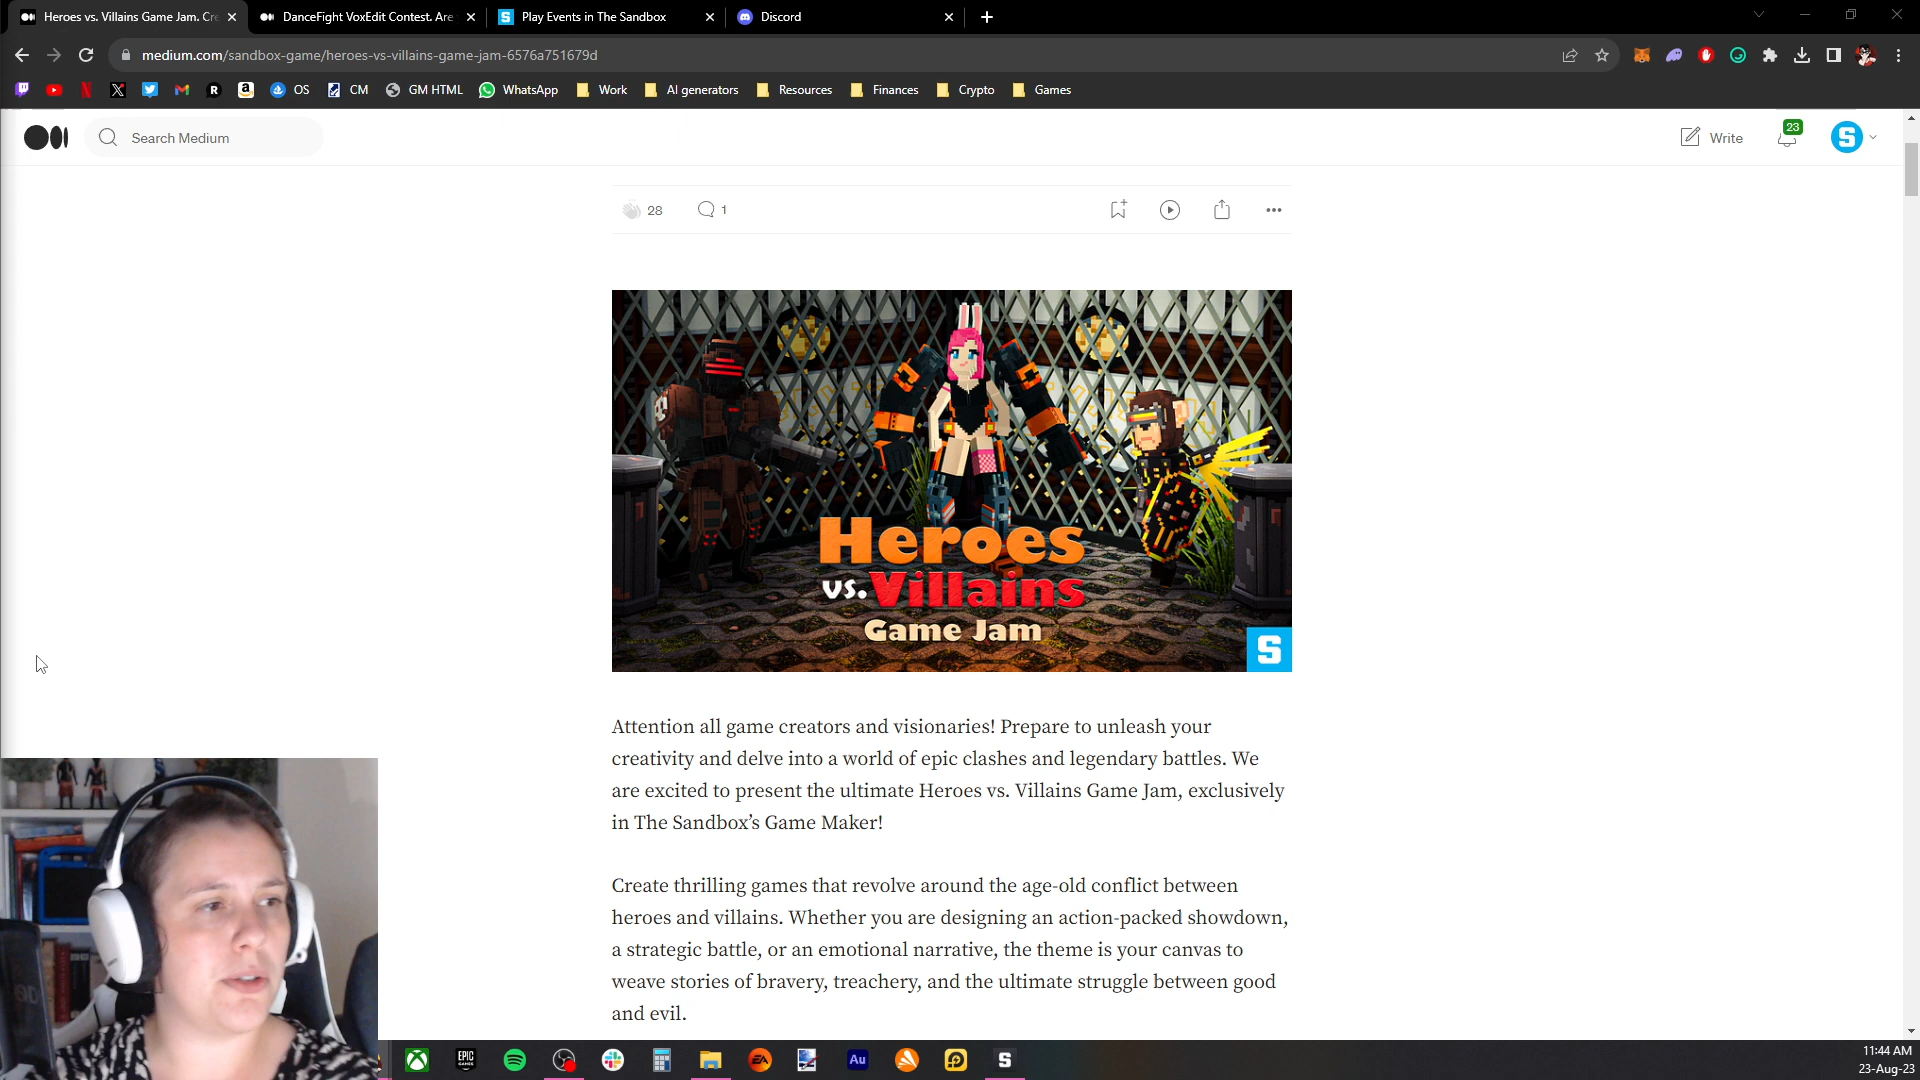 Heroes vs. Villains Game Jam. Cre
DanceFight VoxEdit Contest. Are
Play Events in The Sandbox
Discord
medium.com/sandbox-game/heroes-vs-villains-game-jam-6576a751679d
OS
CM
GM HTML
WhatsApp
Work
AI generators
Resources
Finances
Crypto
Games
Search Medium
Write
23
S
28
1
Heroes
vs. Villains
Game Jam
S
Attention all game creators and visionaries! Prepare to unleash your
creativity and delve into a world of epic clashes and legendary battles. We
are excited to present the ultimate Heroes vs. Villains Game Jam, exclusively
in The Sandbox’s Game Maker!
Create thrilling games that revolve around the age-old conflict between
heroes and villains. Whether you are designing an action-packed showdown,
a strategic battle, or an emotional narrative, the theme is your canvas to
weave stories of bravery, treachery, and the ultimate struggle between good
and evil.
EPIC
GAMES
EA
Au
S
11:44 AM
23-Aug-23